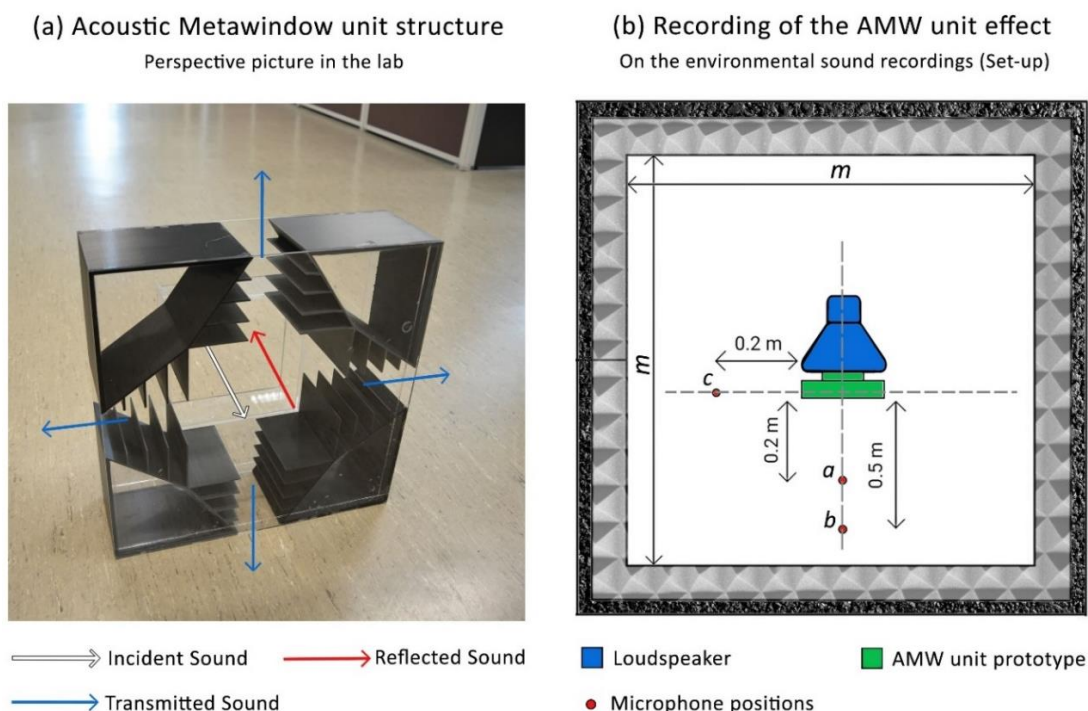 (a) Acoustic Metawindow unit structure
Perspective picture in the lab
(b) Recording of the AMW unit effect
On the environmental sound recordings (Set-up)
m
m
0.2 m
c
0.2 m
0.5 m
a
b
Incident Sound
Reflected Sound
Transmitted Sound
Loudspeaker
AMW unit prototype
Microphone positions